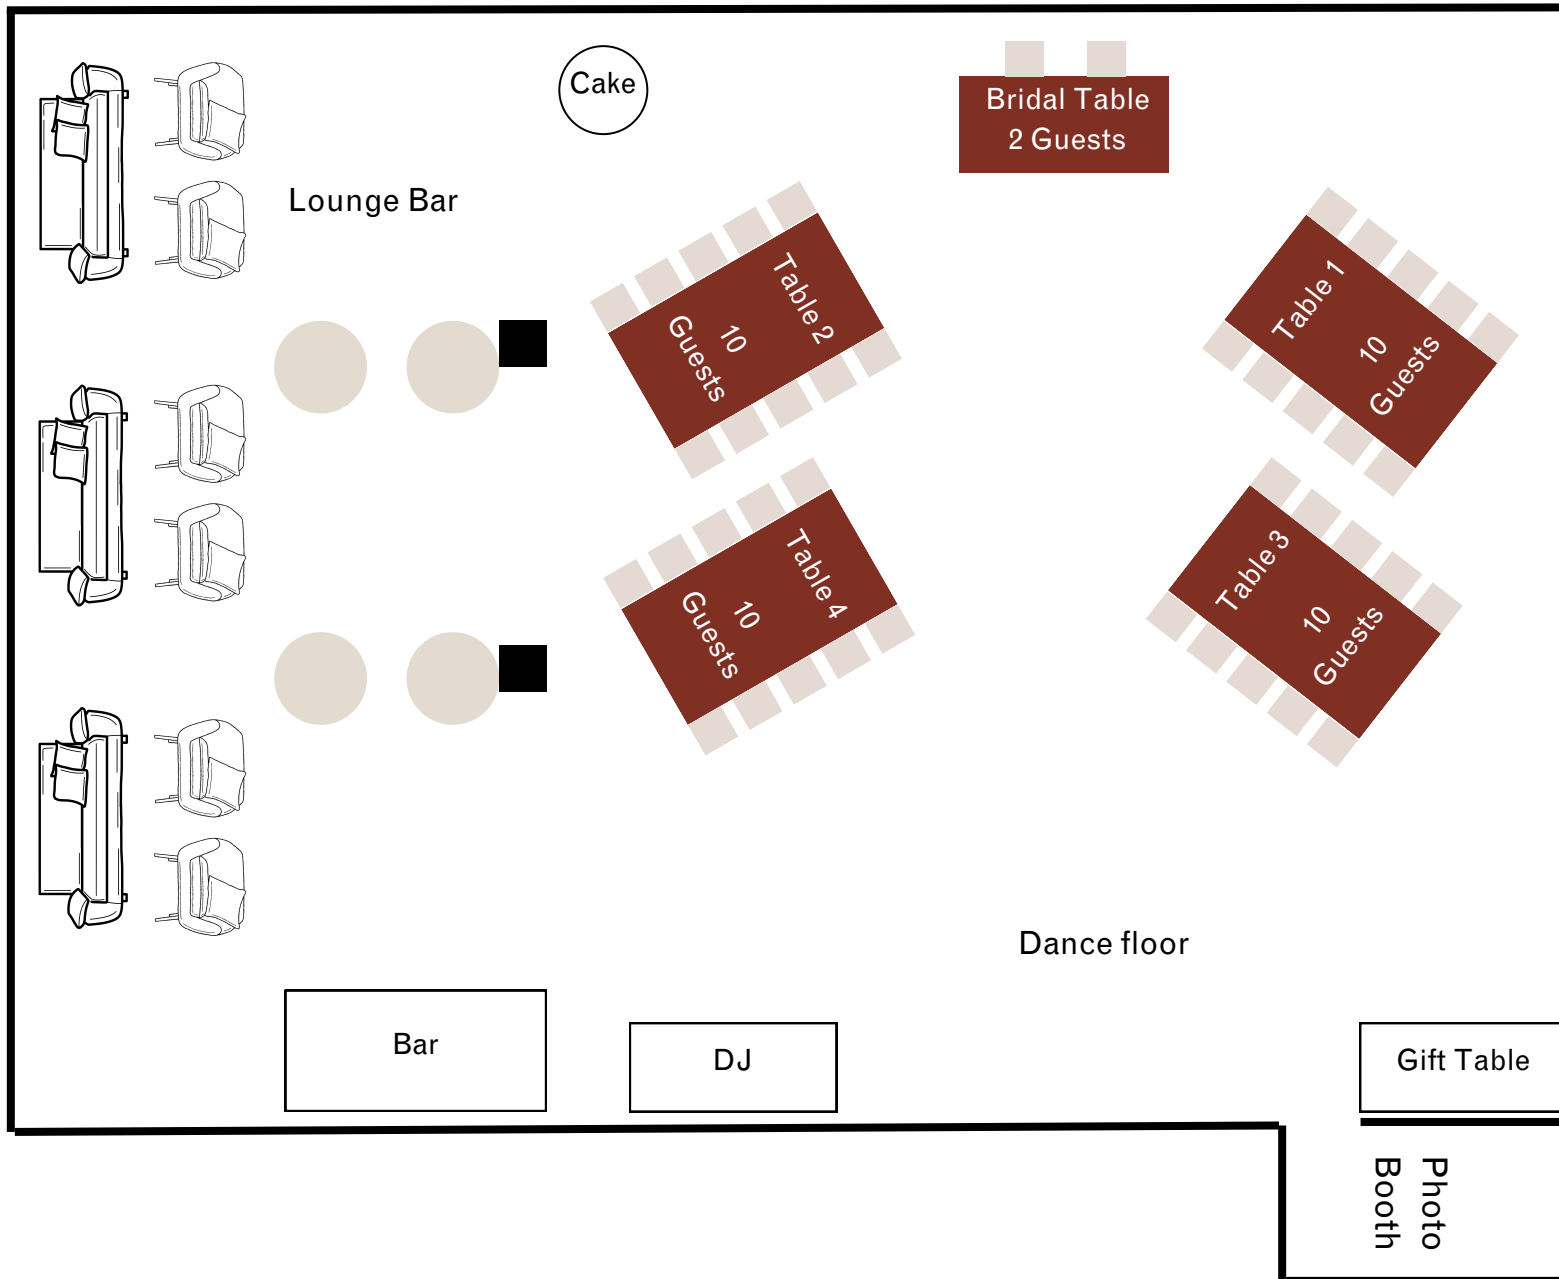 Cake
Bridal Table
2 Guests
Lounge Bar
Table 2
10
Guests
Table 1
10
Guests
Table 4
10
Guests
Table 3
10
Guests
Dance floor
Bar
DJ
Gift Table
Photo
Booth